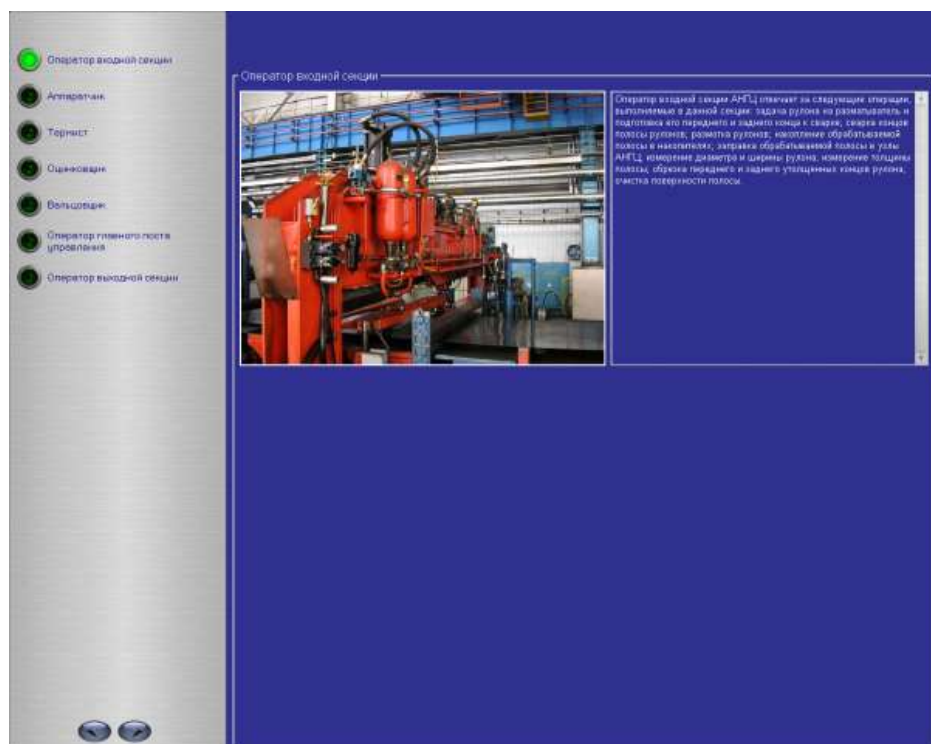 Оператор входной секции
Аппаратчик
Термист
Оцинковщик
Вальцовщик
Оператор главного поста
управления
Оператор выходной секции
Оператор входной секции
Оператор входной секции АНГЦ отвечает за следующие операции,
выполняемые в данной секции: задача рулона на разматыватель и
подготовка его переднего и заднего конца к сварке; сварка концов
полосы рулонов; размотка рулонов; накопление обрабатываемой
полосы в накопителях; заправка обрабатываемой полосы в узлы
АНГЦ; измерение диаметра и ширины рулона; измерение толщины
полосы; обрезка переднего и заднего утолщенных концов рулона;
очистка поверхности полосы.